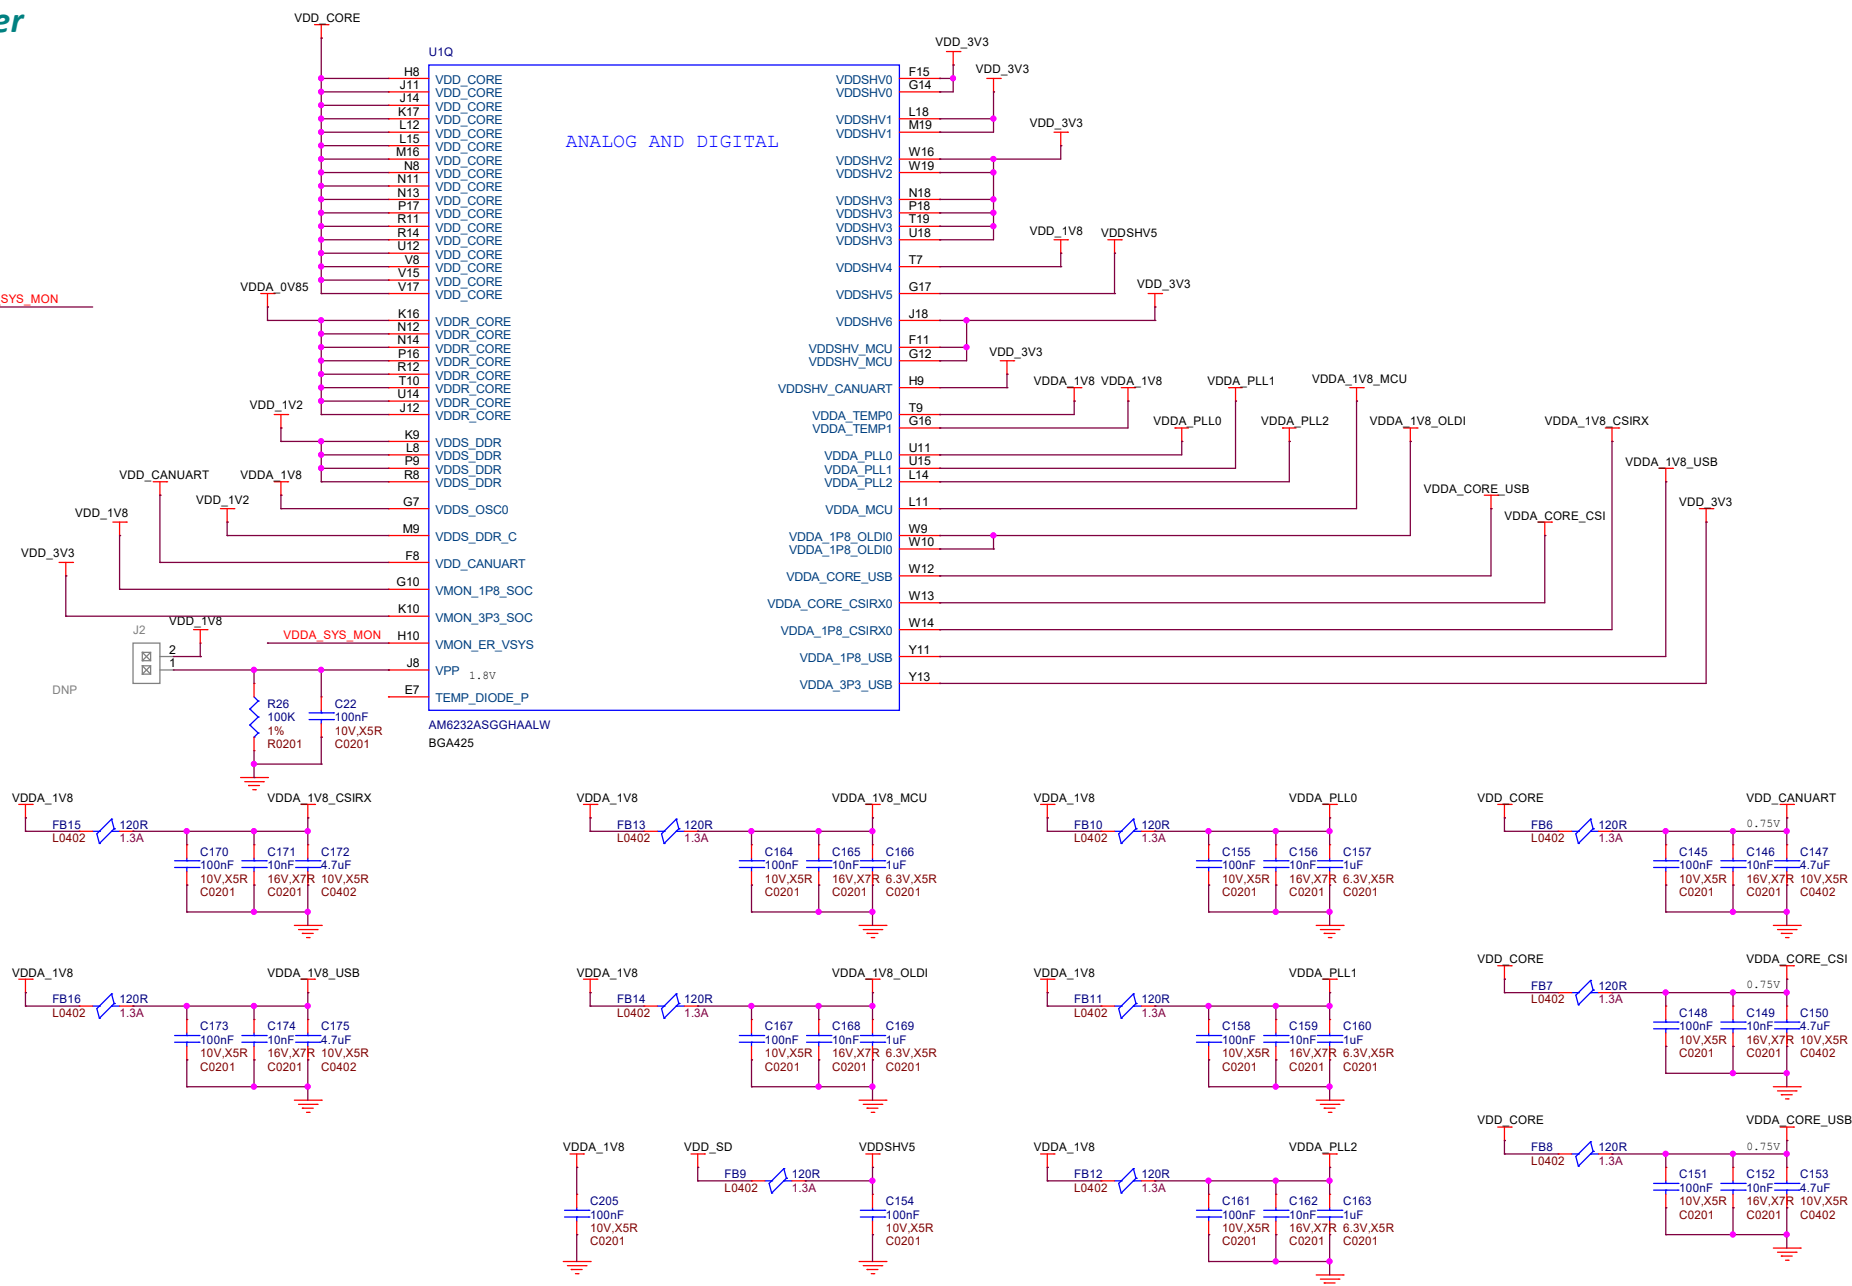 er
VDD_CORE
U1Q
VDD_3V3
VDD_3V3
VDD_3V3
ANALOG AND DIGITAL
H8 VDD_CORE
J11 VDD_CORE
J14 VDD_CORE
K17 VDD_CORE
L12 VDD_CORE
L15 VDD_CORE
M16 VDD_CORE
N8 VDD_CORE
N11 VDD_CORE
N13 VDD_CORE
P17 VDD_CORE
R11 VDD_CORE
R14 VDD_CORE
U12 VDD_CORE
V8 VDD_CORE
V15 VDD_CORE
V17 VDD_CORE
SYS_MON
VDDA_0V85
K16 VDDR_CORE
N12 VDDR_CORE
N14 VDDR_CORE
P16 VDDR_CORE
R12 VDDR_CORE
T10 VDDR_CORE
U14 VDDR_CORE
J12 VDDR_CORE
VDD_1V2
K9 VDDS_DDR
L8 VDDS_DDR
P9 VDDS_DDR
R8 VDDS_DDR
VDD_CANUART
VDDA_1V8
G7 VDDS_OSC0
VDD_1V2
M9 VDDS_DDR_C
VDD_1V8
F8 VDD_CANUART
VDD_3V3
G10 VMON_1P8_SOC
K10 VMON_3P3_SOC
VDDA_SYS_MON H10 VMON_ER_VSYS
J2
VDD_1V8
2
1
DNP
J8 VPP 1.8V
E7 TEMP_DIODE_P
R26
100K
1%
R0201
C22
100nF
10V,X5R
C0201
AM6232ASGGHAALW
BGA425
VDDSHV0 F15
VDDSHV0 G14
VDDSHV1 L18
VDDSHV1 M19
VDDSHV2 W16
VDDSHV2 W19
VDDSHV3 N18
VDDSHV3 P18
VDDSHV3 T19
VDDSHV3 U18
VDD_1V8
VDDSHV5
VDDSHV4 T7
VDDSHV5 G17
VDD_3V3
VDDSHV6 J18
VDDSHV_MCU F11
VDDSHV_MCU G12
VDD_3V3
VDDSHV_CANUART H9
VDDA_1V8
VDDA_1V8
VDDA_PLL1
VDDA_1V8_MCU
VDDA_TEMP0 T9
VDDA_TEMP1 G16
VDDA_PLL0
VDDA_PLL2
VDDA_1V8_OLDI
VDDA_1V8_CSIRX
VDDA_PLL0 U11
VDDA_PLL1 U15
VDDA_PLL2 L14
VDDA_1V8_USB
VDDA_MCU L11
VDDA_CORE_USB
VDD_3V3
VDDA_CORE_CSI
VDDA_1P8_OLDI0 W9
VDDA_1P8_OLDI0 W10
VDDA_CORE_USB W12
VDDA_CORE_CSIRX0 W13
VDDA_1P8_CSIRX0 W14
VDDA_1P8_USB Y11
VDDA_3P3_USB Y13
VDDA_1V8
VDDA_1V8_CSIRX
FB15
L0402
120R
1.3A
C170
100nF
10V,X5R
C0201
C171
10nF
16V,X7R
C0201
C172
4.7uF
10V,X5R
C0402
VDDA_1V8
VDDA_1V8_MCU
FB13
L0402
120R
1.3A
C164
100nF
10V,X5R
C0201
C165
10nF
16V,X7R
C0201
C166
1uF
6.3V,X5R
C0201
VDDA_1V8
VDDA_PLL0
FB10
L0402
120R
1.3A
C155
100nF
10V,X5R
C0201
C156
10nF
16V,X7R
C0201
C157
1uF
6.3V,X5R
C0201
VDD_CORE
VDD_CANUART
0.75V
FB6
L0402
120R
1.3A
C145
100nF
10V,X5R
C0201
C146
10nF
16V,X7R
C0201
C147
4.7uF
10V,X5R
C0402
VDDA_1V8
VDDA_1V8_USB
FB16
L0402
120R
1.3A
C173
100nF
10V,X5R
C0201
C174
10nF
16V,X7R
C0201
C175
4.7uF
10V,X5R
C0402
VDDA_1V8
VDDA_1V8_OLDI
FB14
L0402
120R
1.3A
C167
100nF
10V,X5R
C0201
C168
10nF
16V,X7R
C0201
C169
1uF
6.3V,X5R
C0201
VDDA_1V8
VDDA_PLL1
FB11
L0402
120R
1.3A
C158
100nF
10V,X5R
C0201
C159
10nF
16V,X7R
C0201
C160
1uF
6.3V,X5R
C0201
VDD_CORE
VDDA_CORE_CSI
0.75V
FB7
L0402
120R
1.3A
C148
100nF
10V,X5R
C0201
C149
10nF
16V,X7R
C0201
C150
4.7uF
10V,X5R
C0402
VDDA_1V8
C205
100nF
10V,X5R
C0201
VDD_SD
VDDSHV5
FB9
L0402
120R
1.3A
C154
100nF
10V,X5R
C0201
VDDA_1V8
VDDA_PLL2
FB12
L0402
120R
1.3A
C161
100nF
10V,X5R
C0201
C162
10nF
16V,X7R
C0201
C163
1uF
6.3V,X5R
C0201
VDD_CORE
VDDA_CORE_USB
0.75V
FB8
L0402
120R
1.3A
C151
100nF
10V,X5R
C0201
C152
10nF
16V,X7R
C0201
C153
4.7uF
10V,X5R
C0402